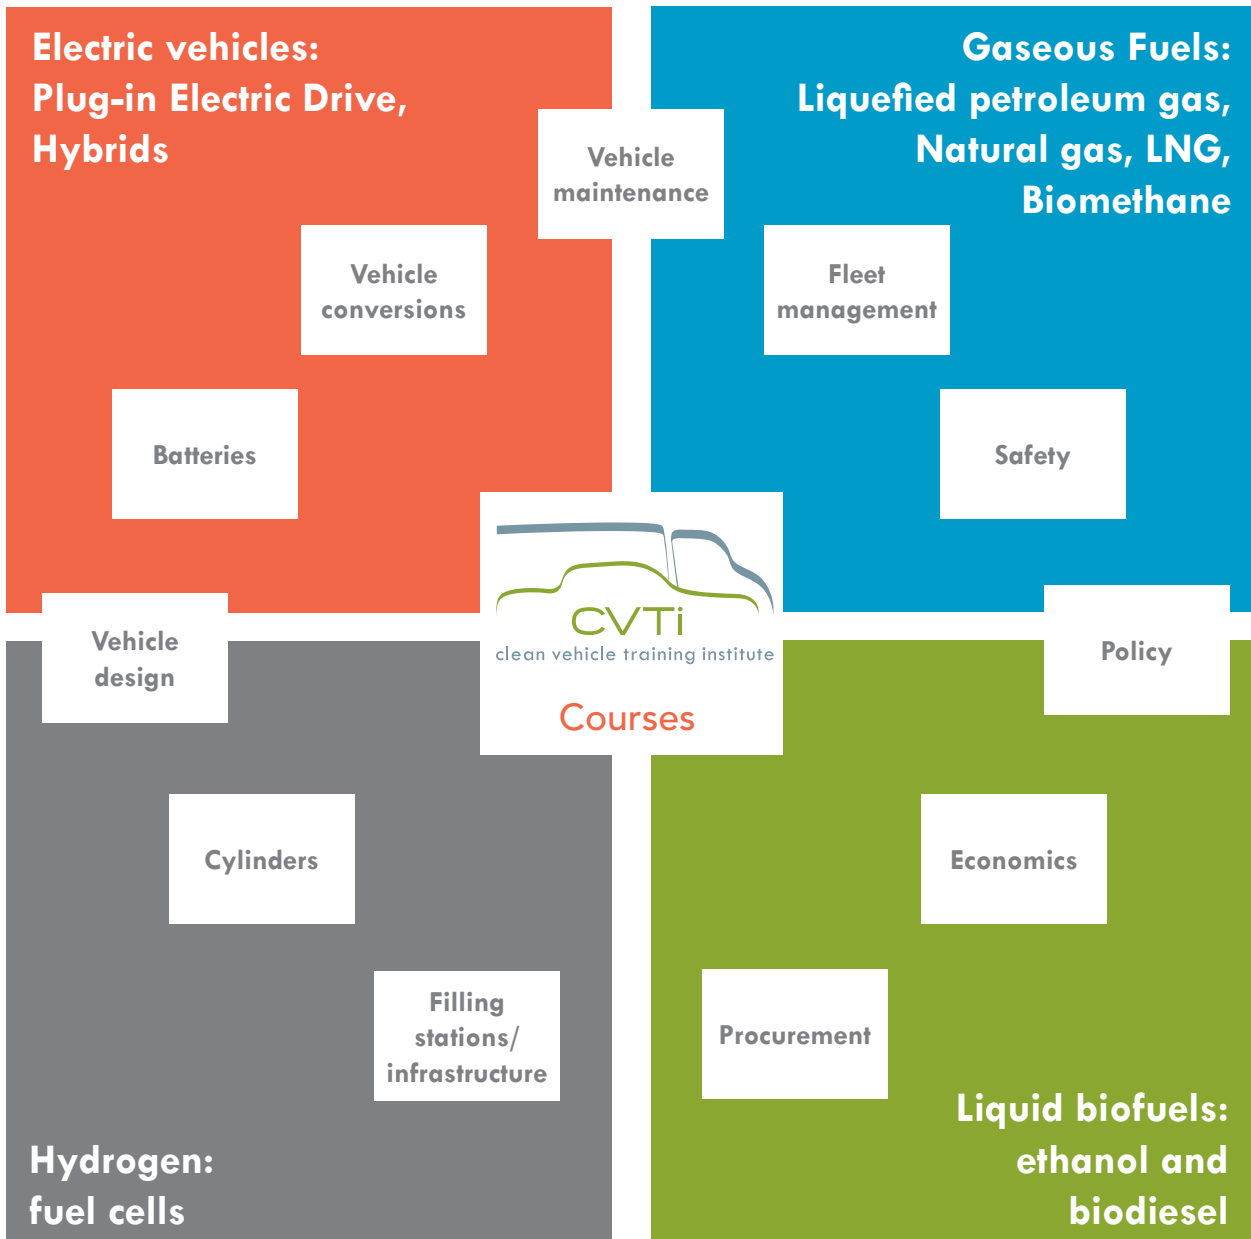 Electric vehicles:
Plug-in Electric Drive,
Hybrids
Gaseous Fuels:
Liquefied petroleum gas,
Natural gas, LNG,
Biomethane
Vehicle
maintenance
Vehicle
conversions
Fleet
management
Batteries
Safety
CVTi
clean vehicle training institute
Courses
Vehicle
design
Policy
Cylinders
Economics
Filling
stations/
infrastructure
Procurement
Hydrogen:
fuel cells
Liquid biofuels:
ethanol and
biodiesel